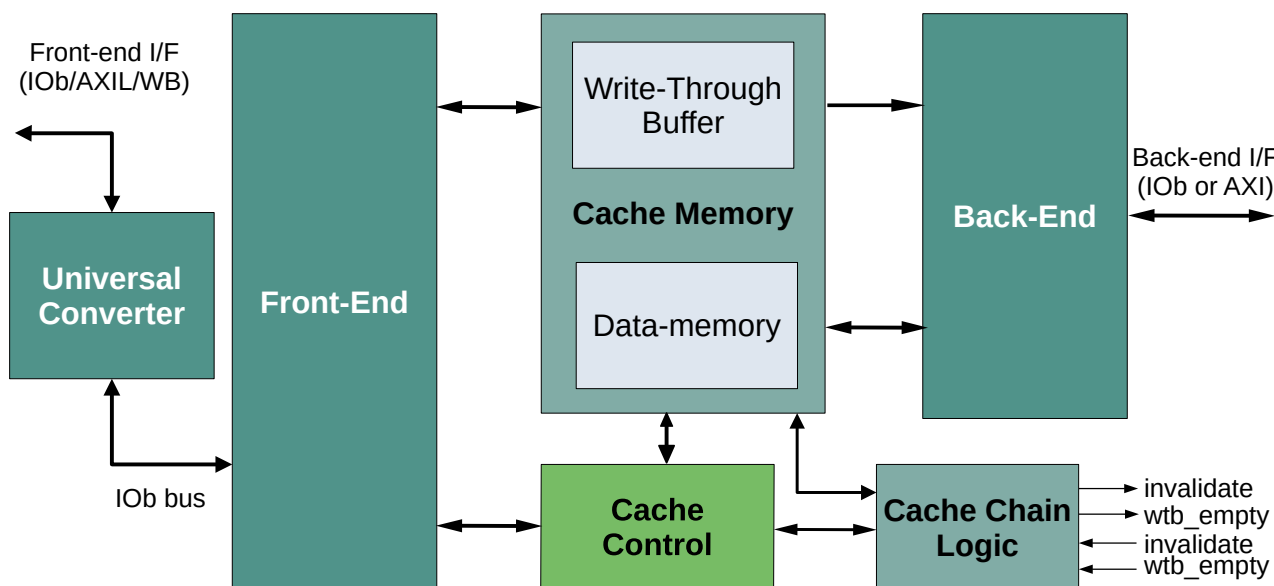 Front-end I/F
(IOb/AXIL/WB)
Universal
Converter
IOb bus
Front-End
Write-Through
Buffer
Cache Memory
Data-memory
Back-End
Back-end I/F
(IOb or AXI)
Cache
Control
Cache Chain
Logic
invalidate
wtb_empty
invalidate
wtb_empty